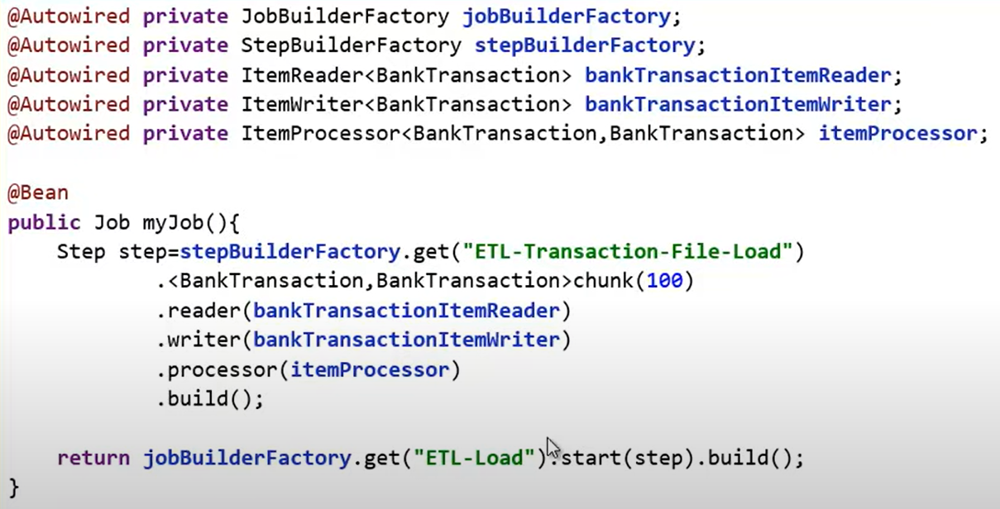 @Autowired private JobBuilderFactory jobBuilderFactory;
@Autowired private StepBuilderFactory stepBuilderFactory;
@Autowired private ItemReader<BankTransaction> bankTransactionItemReader;
@Autowired private ItemWriter<BankTransaction> bankTransactionItemWriter;
@Autowired private ItemProcessor<BankTransaction,BankTransaction> itemProcessor;
@Bean
public Job myJob(){
Step step=stepBuilderFactory.get("ETL-Transaction-File-Load")
.<BankTransaction,BankTransaction>chunk(100)
.reader(bankTransactionItemReader)
.writer(bankTransactionItemWriter)
.processor(itemProcessor)
.build();
return jobBuilderFactory.get("ETL-Load").start(step).build();
}